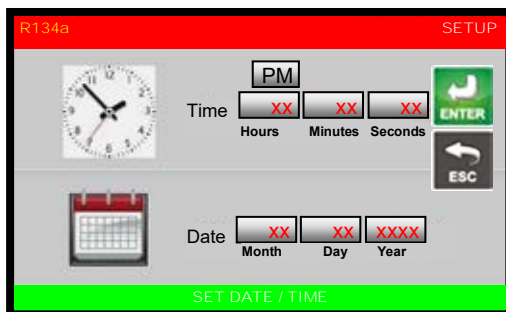 R134a SETUP
PM
Time XX XX XX ENTER
Hours Minutes Seconds
ESC
Date XX XX XXXX
Month Day Year
SET DATE / TIME